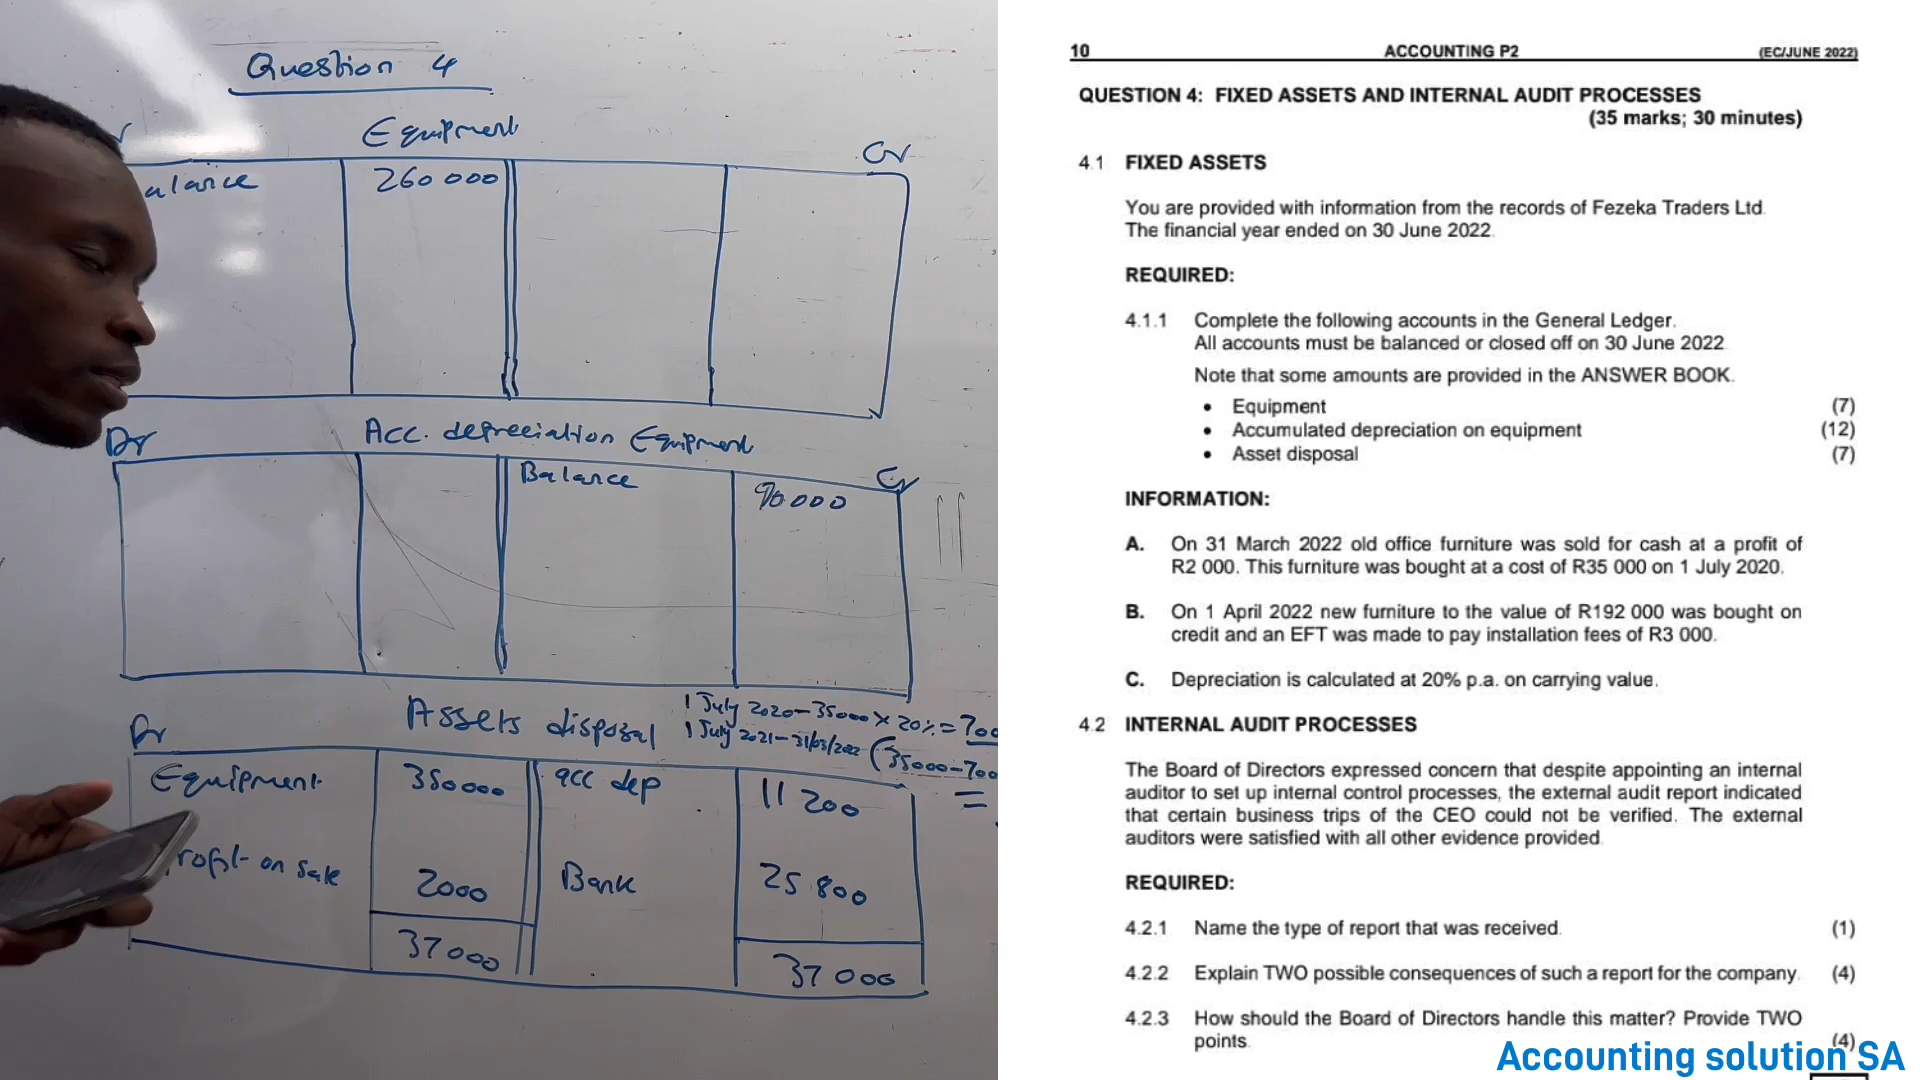 Question 4
Equipment
Cr
alance 260 000
Acc. depreciation Equipment
Dr Cr
Balance 90 000
Assets disposal
1 July 2020-35000 x 20% = 700
1 July 2021-31/03/2022 (35000-700
=
Dr
Equipment 350000 acc dep 11 200
rofit on sale 2000 Bank 25 800
37 000 37 000
10 ACCOUNTING P2 (EC/JUNE 2022)
QUESTION 4: FIXED ASSETS AND INTERNAL AUDIT PROCESSES
(35 marks; 30 minutes)
4.1 FIXED ASSETS
You are provided with information from the records of Fezeka Traders Ltd.
The financial year ended on 30 June 2022.
REQUIRED:
4.1.1 Complete the following accounts in the General Ledger.
All accounts must be balanced or closed off on 30 June 2022.
Note that some amounts are provided in the ANSWER BOOK.
• Equipment (7)
• Accumulated depreciation on equipment (12)
• Asset disposal (7)
INFORMATION:
A. On 31 March 2022 old office furniture was sold for cash at a profit of
R2 000. This furniture was bought at a cost of R35 000 on 1 July 2020.
B. On 1 April 2022 new furniture to the value of R192 000 was bought on
credit and an EFT was made to pay installation fees of R3 000.
C. Depreciation is calculated at 20% p.a. on carrying value.
4.2 INTERNAL AUDIT PROCESSES
The Board of Directors expressed concern that despite appointing an internal
auditor to set up internal control processes, the external audit report indicated
that certain business trips of the CEO could not be verified. The external
auditors were satisfied with all other evidence provided.
REQUIRED:
4.2.1 Name the type of report that was received. (1)
4.2.2 Explain TWO possible consequences of such a report for the company. (4)
4.2.3 How should the Board of Directors handle this matter? Provide TWO
points. (4)
Accounting solution SA